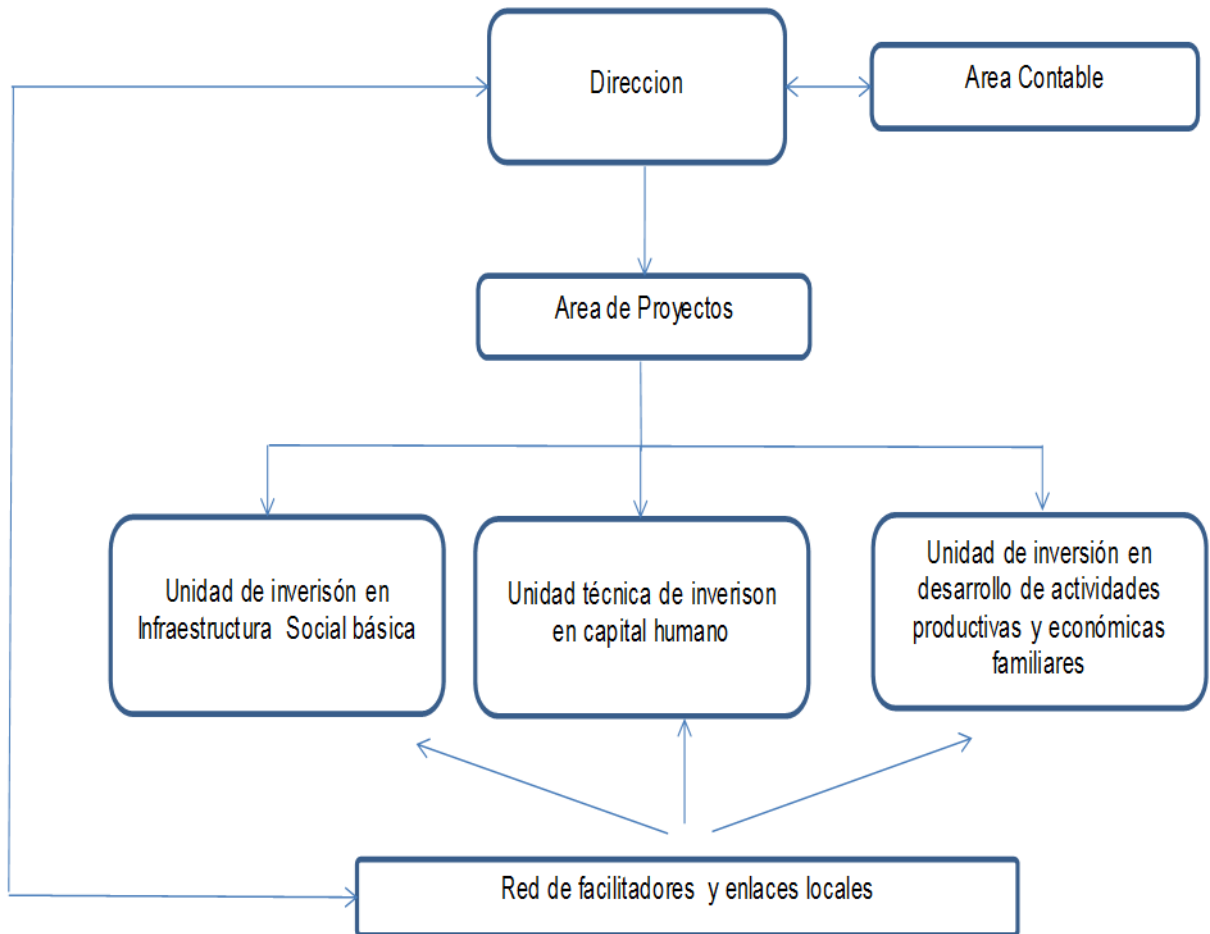 Direccion
Area Contable
Area de Proyectos
Unidad de inverisón en
Infraestructura Social básica
Unidad técnica de inverison
en capital humano
Unidad de inversión en
desarrollo de actividades
productivas y económicas
familiares
Red de facilitadores y enlaces locales